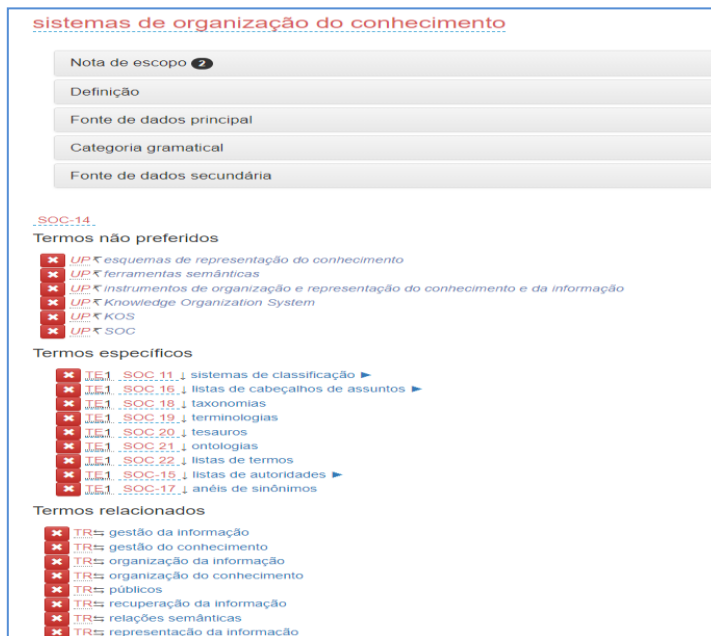 sistemas de organização do conhecimento
Nota de escopo 2
Definição
Fonte de dados principal
Categoria gramatical
Fonte de dados secundária
SOC-14
Termos não preferidos
UP esquemas de representação do conhecimento
UP ferramentas semânticas
UP instrumentos de organização e representação do conhecimento e da informação
UP Knowledge Organization System
UP KOS
UP SOC
Termos específicos
TE1 SOC 11 ↓ sistemas de classificação ►
TE1 SOC 16 ↓ listas de cabeçalhos de assuntos ►
TE1 SOC 18 ↓ taxonomias
TE1 SOC 19 ↓ terminologias
TE1 SOC 20 ↓ tesauros
TE1 SOC 21 ↓ ontologias
TE1 SOC 22 ↓ listas de termos
TE1 SOC-15 ↓ listas de autoridades ►
TE1 SOC-17 ↓ anéis de sinônimos
Termos relacionados
TR gestão da informação
TR gestão do conhecimento
TR organização da informação
TR organização do conhecimento
TR públicos
TR recuperação da informação
TR relações semânticas
TR representação da informação